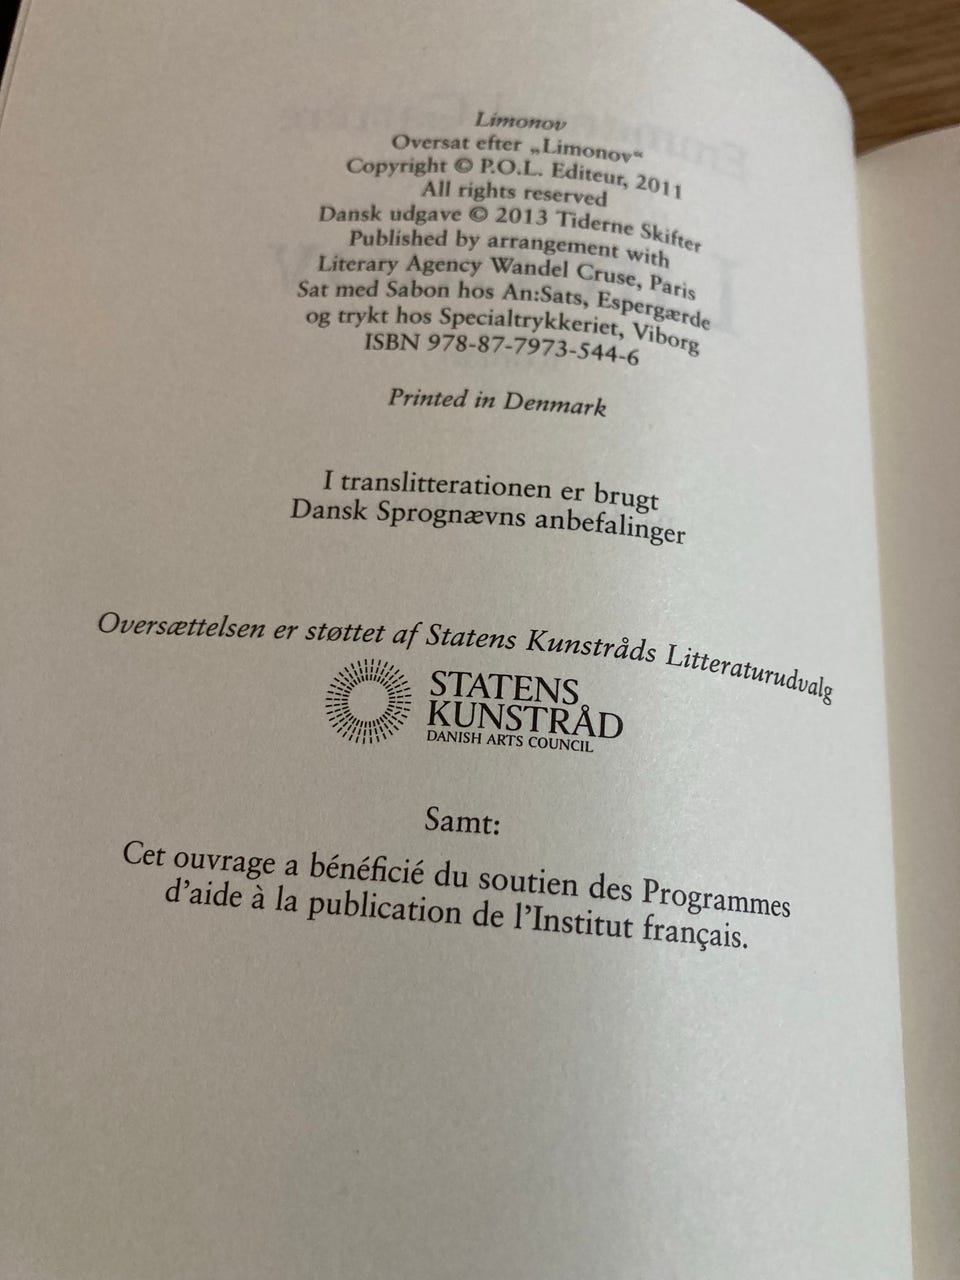 Limonov
Oversat efter „Limonov“
Copyright © P.O.L. Editeur, 2011
All rights reserved
Dansk udgave © 2013 Tiderne Skifter
Published by arrangement with
Literary Agency Wandel Cruse, Paris
Sat med Sabon hos An:Sats, Espergærde
og trykt hos Specialtrykkeriet, Viborg
ISBN 978-87-7973-544-6
Printed in Denmark
I translitterationen er brugt
Dansk Sprognævns anbefalinger
Oversættelsen er støttet af Statens Kunstråds Litteraturudvalg
STATENS
KUNSTRÅD
DANISH ARTS COUNCIL
Samt:
Cet ouvrage a bénéficié du soutien des Programmes
d’aide à la publication de l’Institut français.